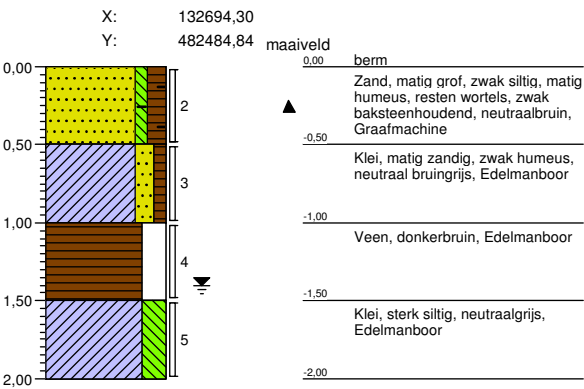 X: 132694,30
Y: 482484,84
maaiveld
0,00
0,50
1,00
1,50
2,00
2
3
4
5
0,00 berm
Zand, matig grof, zwak siltig, matig
humeus, resten wortels, zwak
baksteenhoudend, neutraalbruin,
Graafmachine
-0,50
Klei, matig zandig, zwak humeus,
neutraal bruingrijs, Edelmanboor
-1,00
Veen, donkerbruin, Edelmanboor
-1,50
Klei, sterk siltig, neutraalgrijs,
Edelmanboor
-2,00